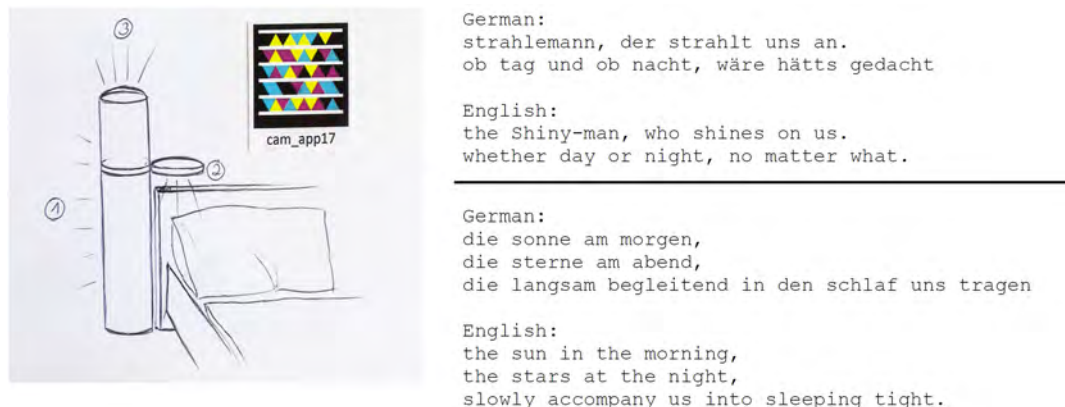 3
cam_app17
2
1
German:
strahlemann, der strahlt uns an.
ob tag und ob nacht, wäre hätts gedacht
English:
the Shiny-man, who shines on us.
whether day or night, no matter what.
German:
die sonne am morgen,
die sterne am abend,
die langsam begleitend in den schlaf uns tragen
English:
the sun in the morning,
the stars at the night,
slowly accompany us into sleeping tight.